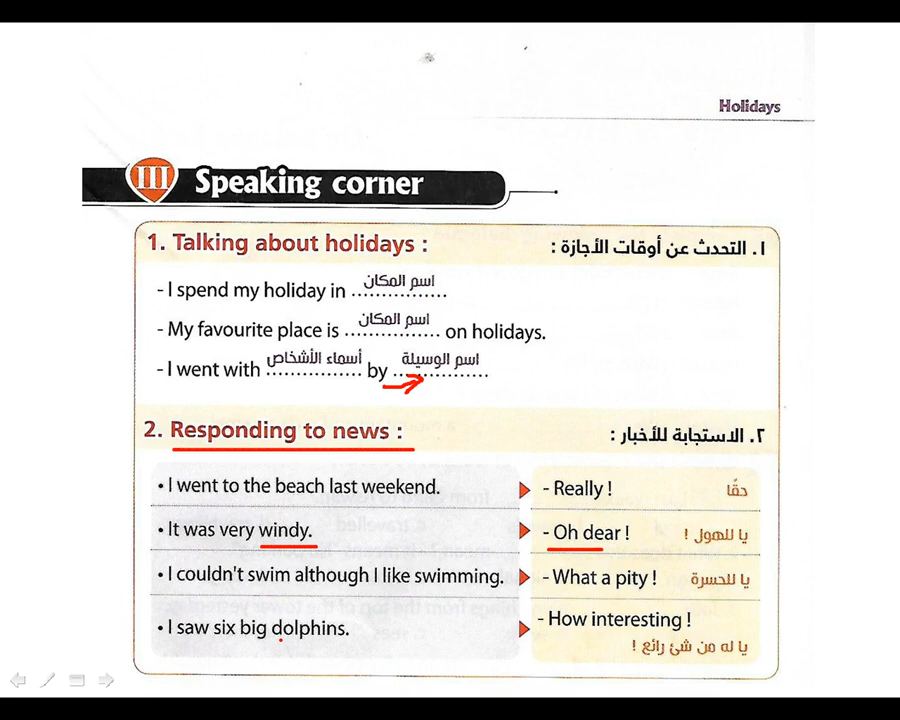 Holidays
III Speaking corner
1. Talking about holidays : ١. التحدث عن أوقات الأجازة :
- I spend my holiday in اسم المكان ................
- My favourite place is اسم المكان ................ on holidays.
- I went with أسماء الأشخاص ................ by اسم الوسيلة ................
2. Responding to news : ٢. الاستجابة للأخبار :
• I went to the beach last weekend. - Really ! حقًا
• It was very windy. - Oh dear ! يا للهول !
• I couldn't swim although I like swimming. - What a pity ! يا للحسرة
• I saw six big dolphins. - How interesting !
يا له من شئ رائع !